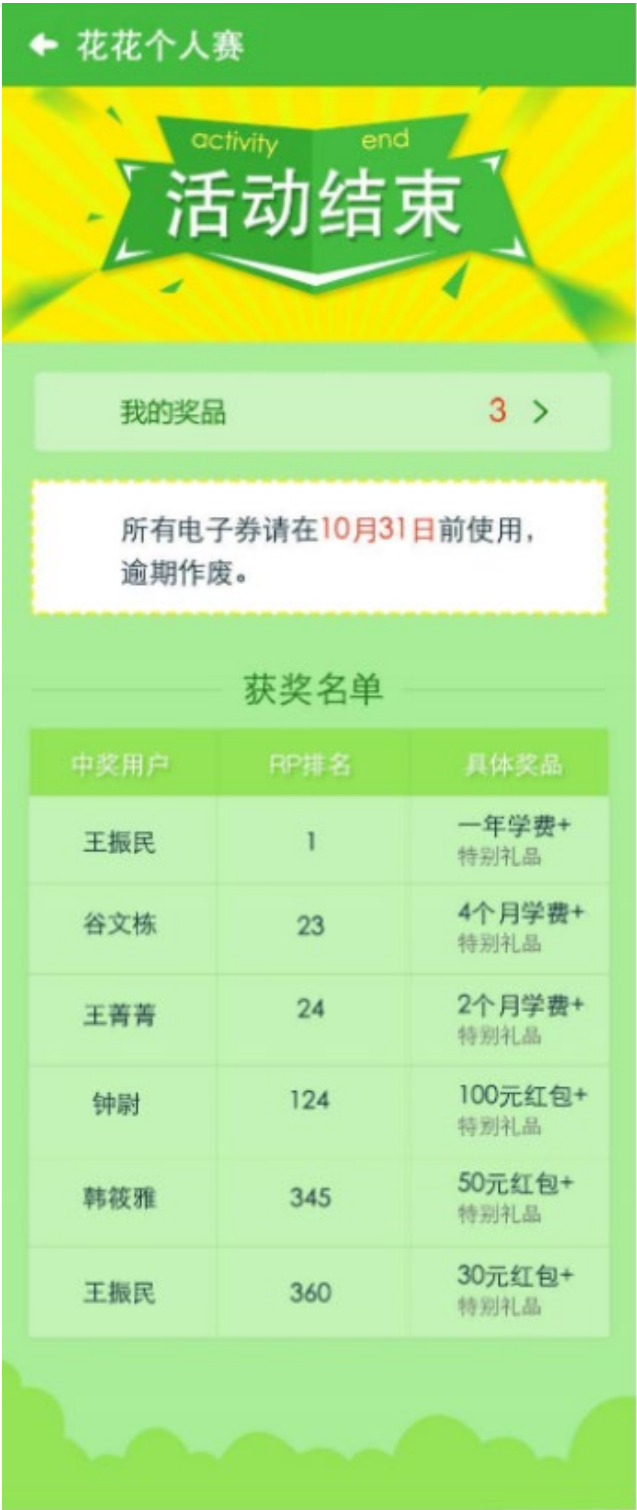 花花个人赛
activity end
活动结束
我的奖品 3
所有电子券请在10月31日前使用，
逾期作废。
获奖名单
中奖用户 RP排名 具体奖品
王振民 1 一年学费+
特别礼品
谷文栋 23 4个月学费+
特别礼品
王菁菁 24 2个月学费+
特别礼品
钟尉 124 100元红包+
特别礼品
韩筱雅 345 50元红包+
特别礼品
王振民 360 30元红包+
特别礼品